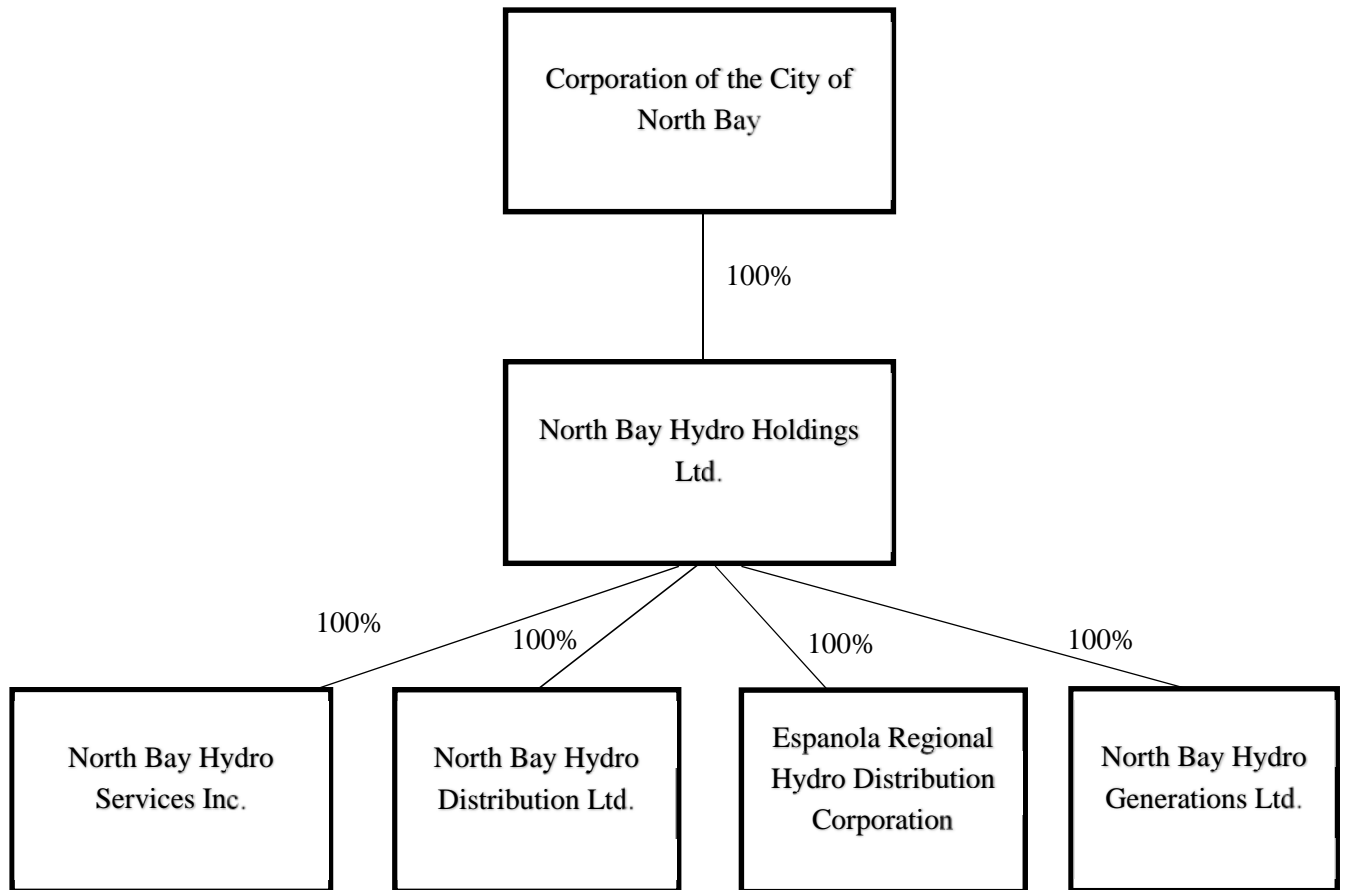 Corporation of the City of
North Bay
100%
North Bay Hydro Holdings
Ltd.
100%
100%
100%
100%
North Bay Hydro
Services Inc.
North Bay Hydro
Distribution Ltd.
Espanola Regional
Hydro Distribution
Corporation
North Bay Hydro
Generations Ltd.